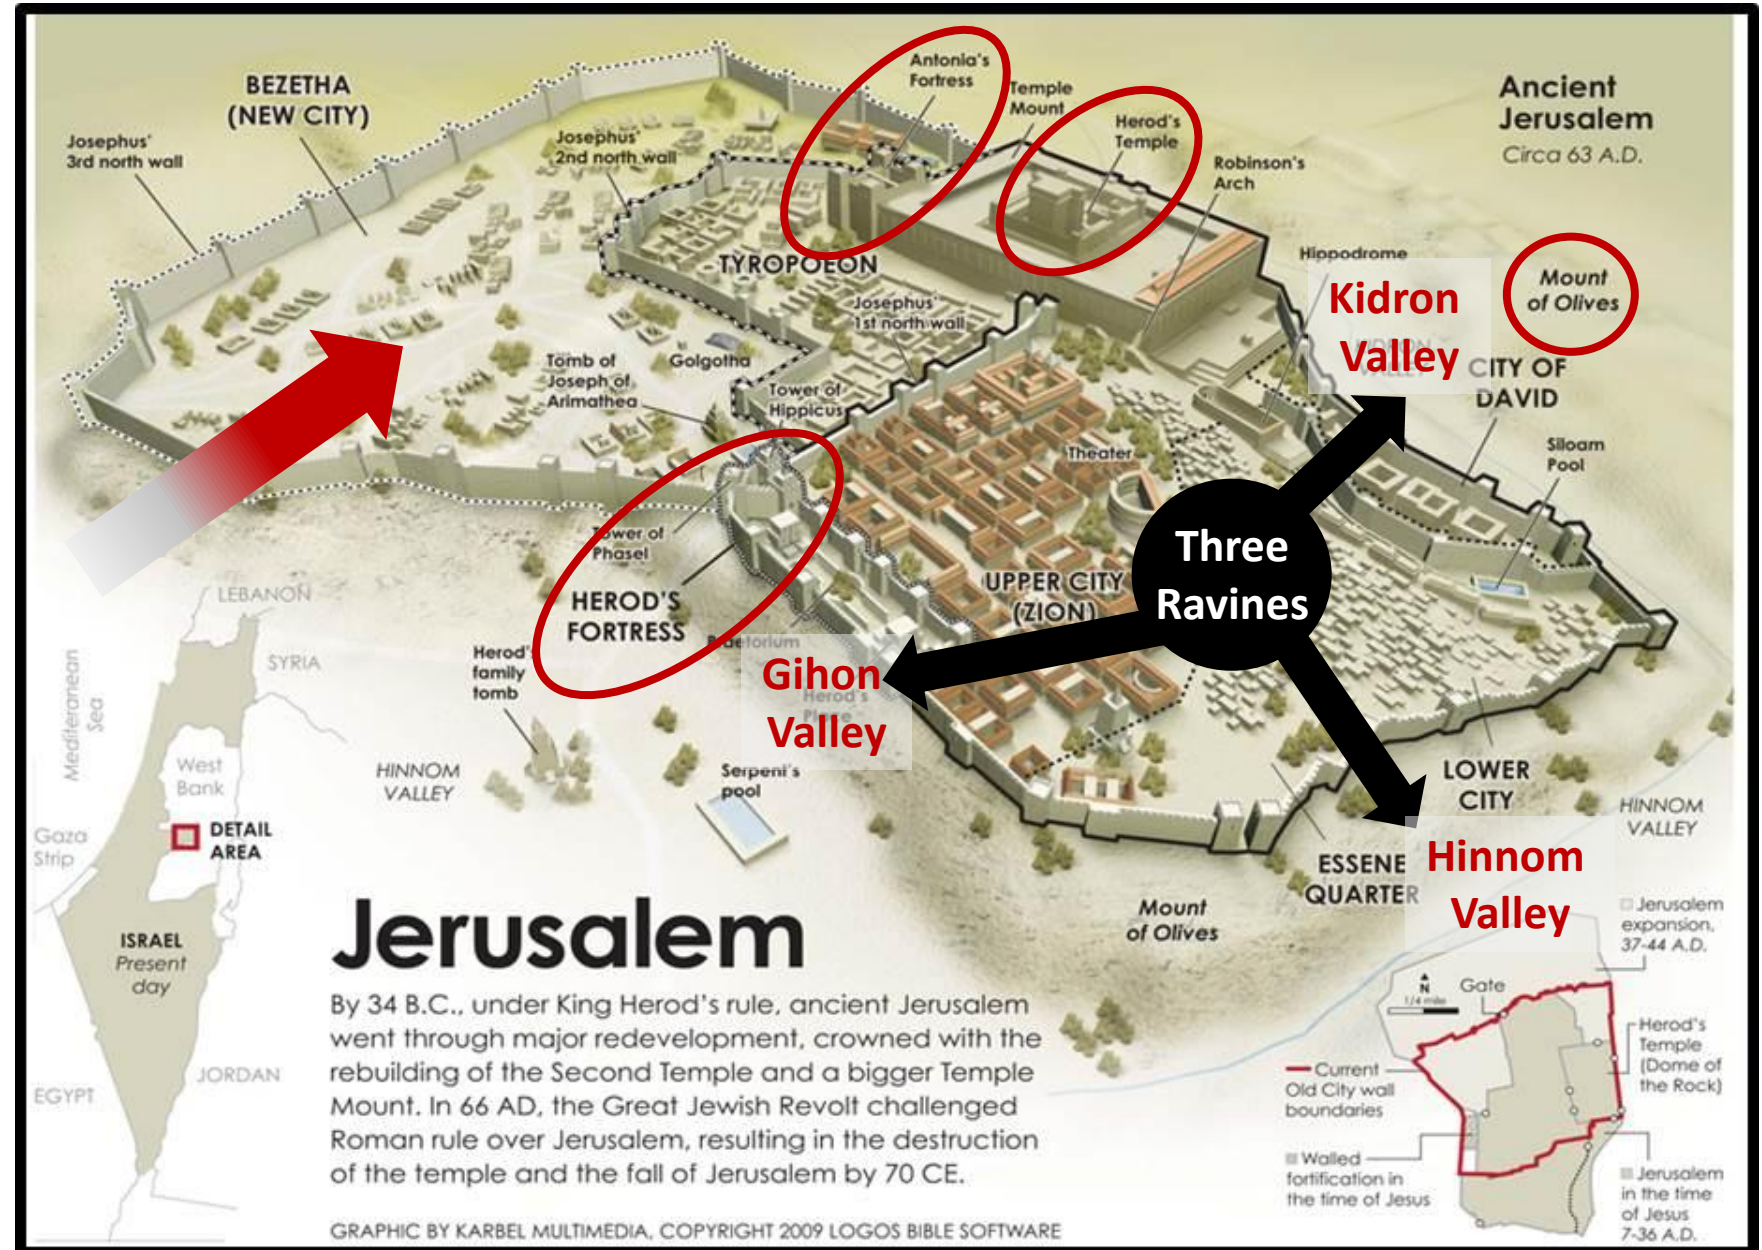 BEZETHA
(NEW CITY)
Josephus'
3rd north wall
Josephus'
2nd north wall
Antonia's
Fortress
Temple
Mount
Herod's
Temple
Robinson's
Arch
Ancient
Jerusalem
Circa 63 A.D.
TYROPOEON
Hippodrome
Mount
of Olives
Kidron
Valley
CITY OF
DAVID
Siloam
Pool
Josephus'
1st north wall
Tomb of
Joseph of
Arimathea
Golgotha
Tower of
Hippicus
Theater
Three
Ravines
Tower of
Phasel
HEROD'S
FORTRESS
UPPER CITY
(ZION)
Praetorium
Gihon
Valley
Herod's
Herod's
family
tomb
HINNOM
VALLEY
Serpent's
pool
LOWER
CITY
HINNOM
VALLEY
ESSENE
QUARTER
Hinnom
Valley
Mount
of Olives
LEBANON
SYRIA
Mediteranean
Sea
West
Bank
Gaza
Strip
DETAIL
AREA
ISRAEL
Present
day
JORDAN
EGYPT
Jerusalem
By 34 B.C., under King Herod's rule, ancient Jerusalem
went through major redevelopment, crowned with the
rebuilding of the Second Temple and a bigger Temple
Mount. In 66 AD, the Great Jewish Revolt challenged
Roman rule over Jerusalem, resulting in the destruction
of the temple and the fall of Jerusalem by 70 CE.
GRAPHIC BY KARBEL MULTIMEDIA, COPYRIGHT 2009 LOGOS BIBLE SOFTWARE
Jerusalem
expansion,
37-44 A.D.
N
1/4 mile
Gate
Herod's
Temple
(Dome of
the Rock)
Current
Old City wall
boundaries
Walled
fortification in
the time of Jesus
Jerusalem
in the time
of Jesus
7-36 A.D.